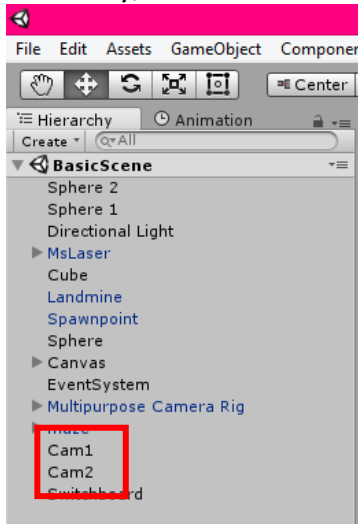 File Edit Assets GameObject Componer
Center
Hierarchy Animation
Create All
BasicScene
Sphere 2
Sphere 1
Directional Light
MsLaser
Cube
Landmine
Spawnpoint
Sphere
Canvas
EventSystem
Multipurpose Camera Rig
Cam1
Cam2
Switchboard